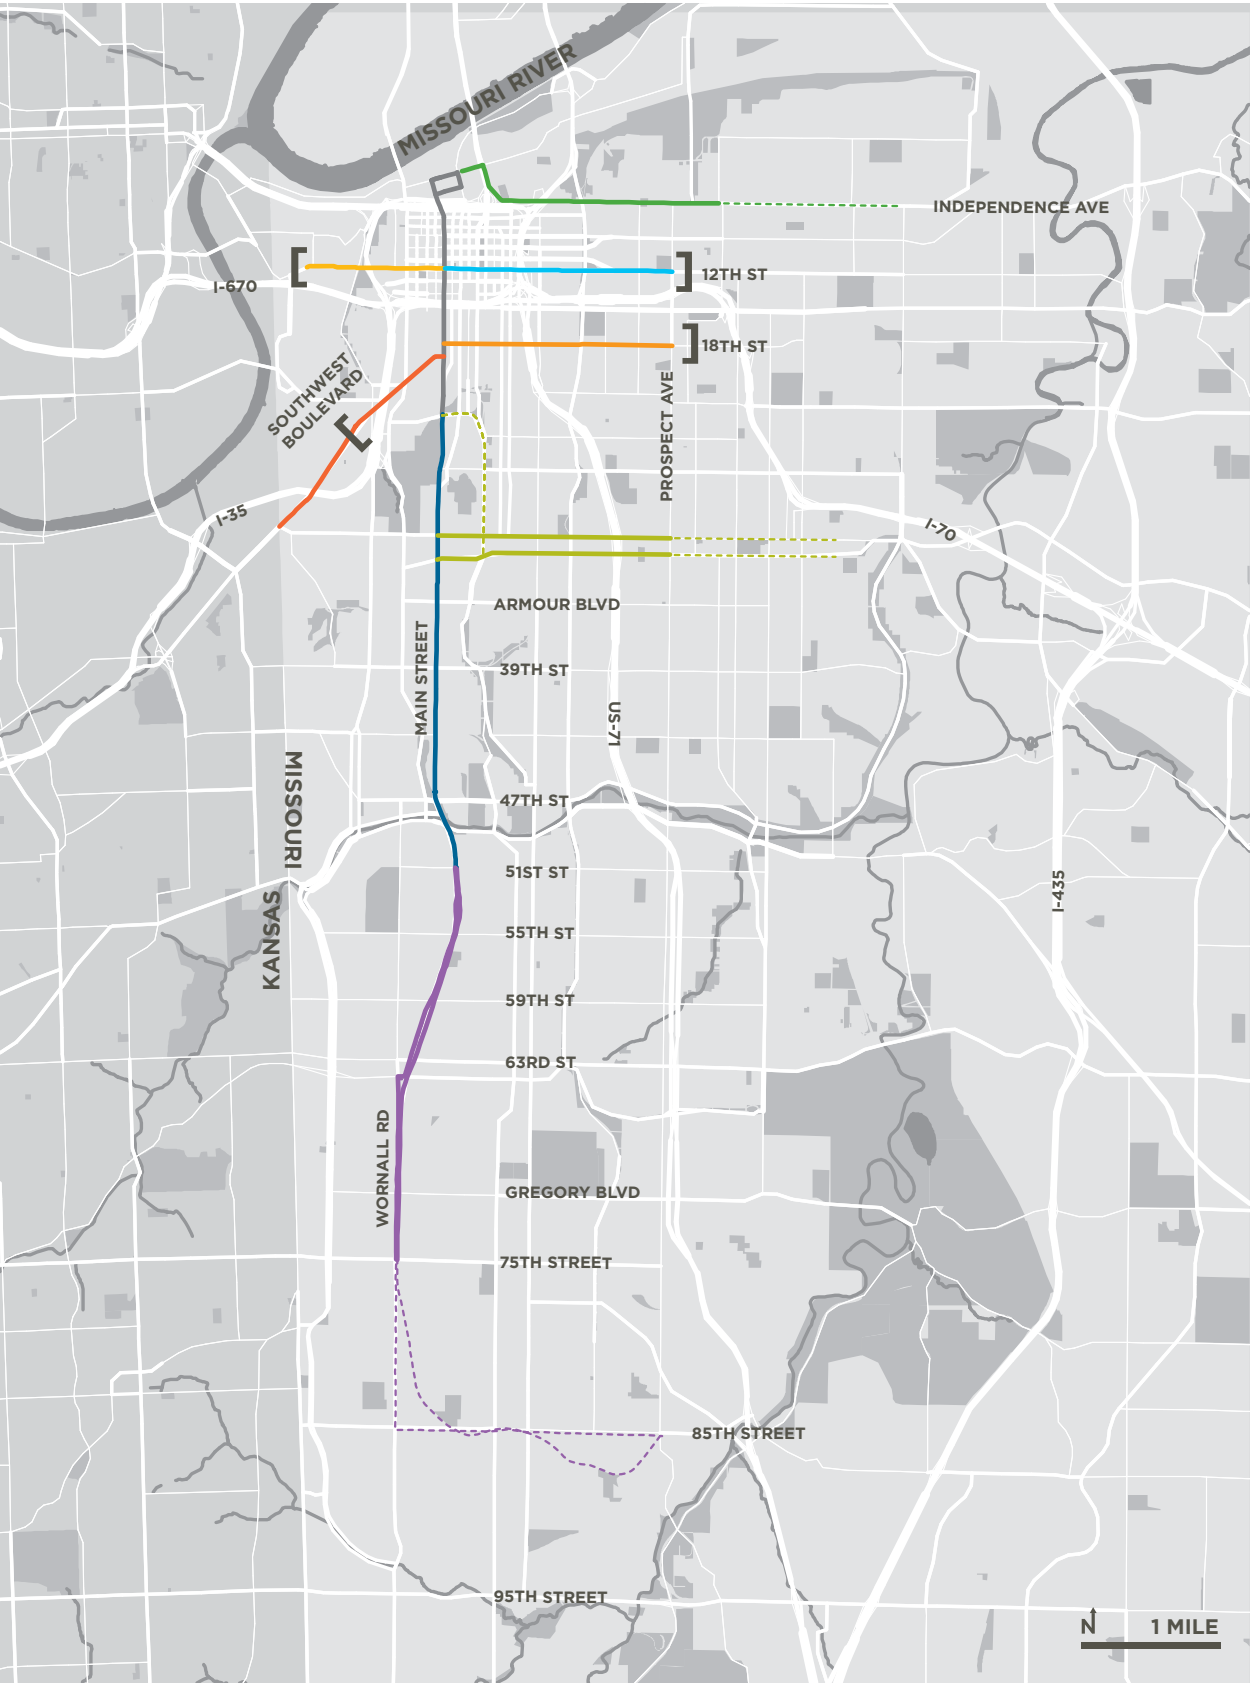 MISSOURI RIVER
INDEPENDENCE AVE
12TH ST
I-670
18TH ST
SOUTHWEST
BOULEVARD
PROSPECT AVE
I-35
I-70
ARMOUR BLVD
MAIN STREET
39TH ST
US-71
MISSOURI
47TH ST
51ST ST
I-435
KANSAS
55TH ST
59TH ST
63RD ST
WORNALL RD
GREGORY BLVD
75TH STREET
85TH STREET
95TH STREET
N
1 MILE